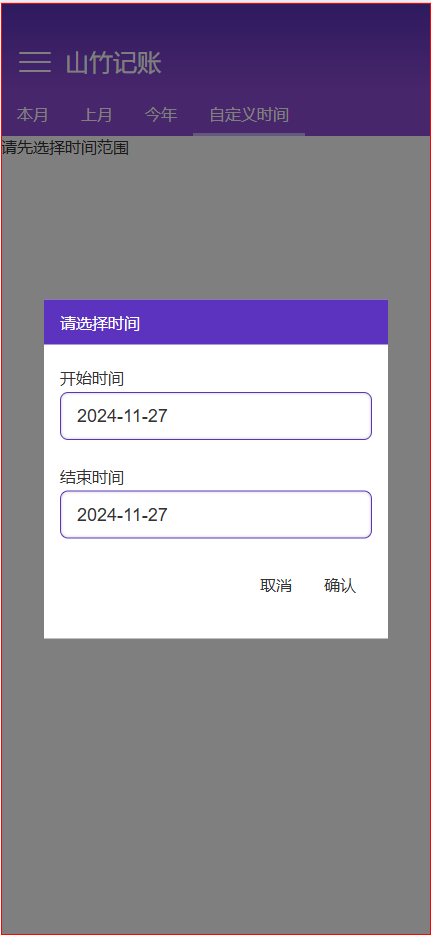 山竹记账
本月 上月 今年 自定义时间
请先选择时间范围
请选择时间
开始时间
2024-11-27
结束时间
2024-11-27
取消 确认